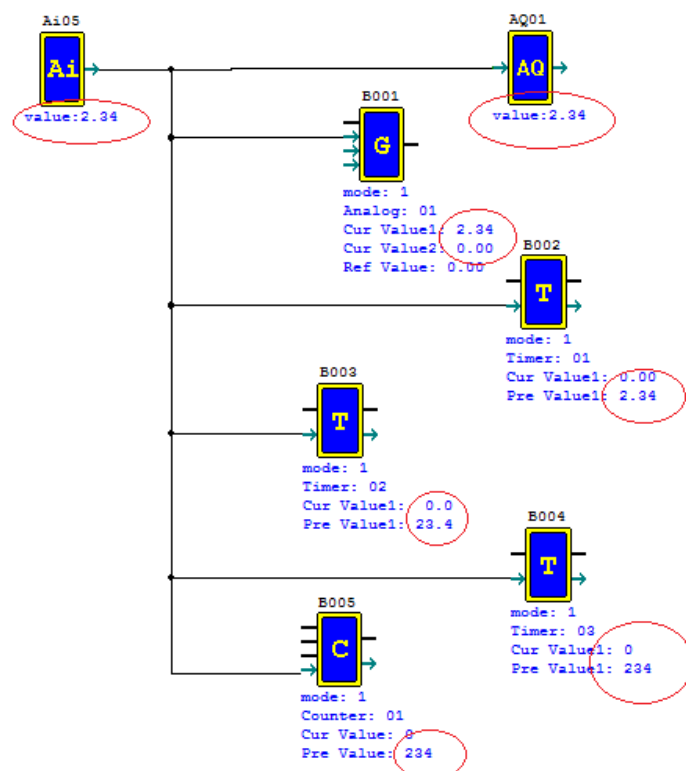 Ai05
Ai
value:2.34
AQ01
AQ
value:2.34
B001
G
mode: 1
Analog: 01
Cur Value1: 2.34
Cur Value2: 0.00
Ref Value: 0.00
B002
T
mode: 1
Timer: 01
Cur Value1: 0.00
Pre Value1: 2.34
B003
T
mode: 1
Timer: 02
Cur Value1: 0.0
Pre Value1: 23.4
B004
T
mode: 1
Timer: 03
Cur Value1: 0
Pre Value1: 234
B005
C
mode: 1
Counter: 01
Cur Value: 0
Pre Value: 234